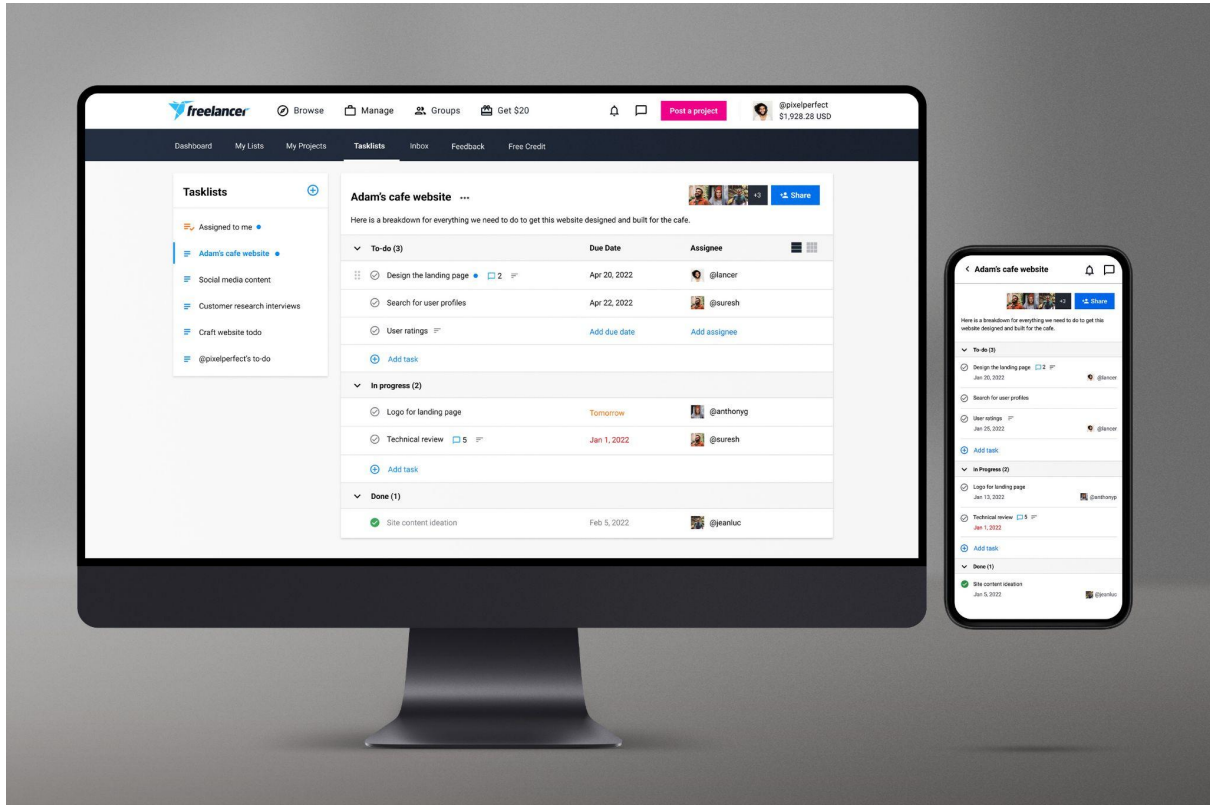 freelancer Browse Manage Groups Get $20 Post a project @pixelperfect
$1,928.28 USD
Dashboard My Lists My Projects Tasklists Inbox Feedback Free Credit
Tasklists
Assigned to me
Adam's cafe website
Social media content
Customer research interviews
Craft website todo
@pixelperfect's to-do
Adam's cafe website ... +3 Share
Here is a breakdown for everything we need to do to get this website designed and built for the cafe.
To-do (3) Due Date Assignee
Design the landing page 2 Apr 20, 2022 @lancer
Search for user profiles Apr 22, 2022 @suresh
User ratings Add due date Add assignee
Add task
In progress (2)
Logo for landing page Tomorrow @anthonyg
Technical review 5 Jan 1, 2022 @suresh
Add task
Done (1)
Site content ideation Feb 5, 2022 @jeanluc
Adam's cafe website
+3 Share
Here is a breakdown for everything we need to do to get this
website designed and built for the cafe.
To-do (3)
Design the landing page 2
Jan 20, 2022 @lancer
Search for user profiles
User ratings
Jan 25, 2022 @lancer
Add task
In Progress (2)
Logo for landing page
Jan 13, 2022 @anthonyp
Technical review 5
Jan 1, 2022
Add task
Done (1)
Site content ideation
Jan 5, 2022 @jeanluc